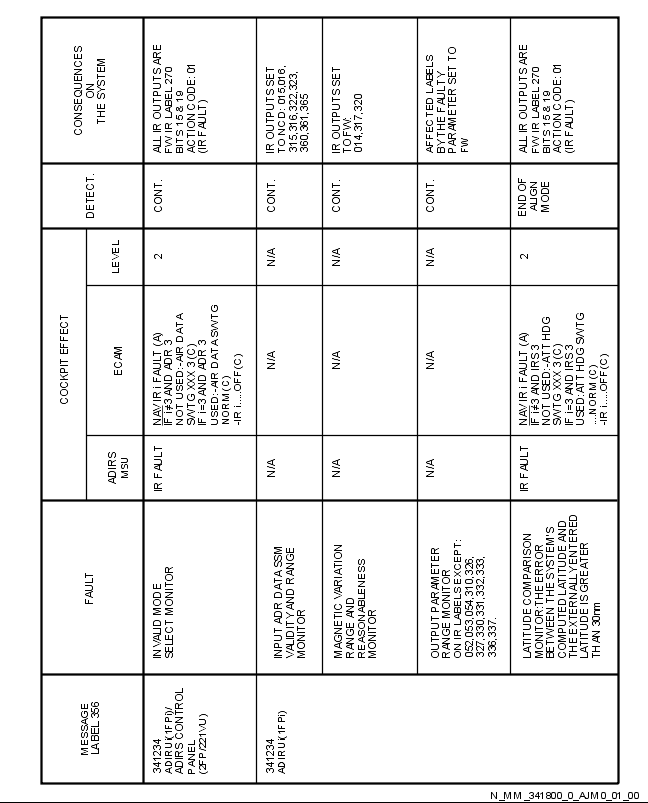 MESSAGE
LABEL 356
FAULT
COCKPIT EFFECT
ADIRS
MSU
ECAM
LEVEL
DETECT.
CONSEQUENCES
ON
THE SYSTEM
341234
ADIRUi(1FPi)/
ADIRS CONTROL
PANEL
(2FP/221VU)
INVALID MODE
SELECT MONITOR
IR FAULT
NAV IR i FAULT (A)
IF i≠3 AND ADR 3
NOT USED:-AIR DATA
SWTG XXX 3 (C)
IF i=3 AND ADR 3
USED:-AIR DATA SWTG
NORM (C)
-IR i....OFF (C)
2
CONT.
ALL IR OUTPUTS ARE
FW IR LABEL 270
BITS 15 & 19
ACTION CODE: 01
(IR FAULT)
341234
ADIRUi(1FPi)
INPUT ADR DATA SSM
VALIDITY AND RANGE
MONITOR
N/A
N/A
N/A
CONT.
IR OUTPUTS SET
TO NCD: 015,016,
315,316,322,323,
360,361,365
MAGNETIC VARIATION
RANGE AND
REASONABLENESS
MONITOR
N/A
N/A
N/A
CONT.
IR OUTPUTS SET
TO FW:
014,317,320
OUTPUT PARAMETER
RANGE MONITOR
ON IR LABELS EXCEPT:
052,053,054,310,326,
327,330,331,332,333,
336,337.
N/A
N/A
N/A
CONT.
AFFECTED LABELS
BY THE FAULTY
PARAMETER SET TO
FW
LATITUDE COMPARISON
MONITOR:THE ERROR
BETWEEN THE SYSTEM'S
COMPUTED LATITUDE AND
THE EXTERNALLY ENTERED
LATITUDE IS GREATER
THAN 30nm
IR FAULT
NAV IR i FAULT (A)
IF i≠3 AND IRS 3
NOT USED:-ATT HDG
SWTG XXX 3 (C)
IF i=3 AND IRS 3
USED:ATT HDG SWTG
...NORM (C)
-IR i....OFF (C)
2
END OF
ALIGN
MODE
ALL IR OUTPUTS ARE
FW IR LABEL 270
BITS 15 & 19
ACTION CODE: 01
(IR FAULT)
N_MM_341800_0_AJM0_01_00